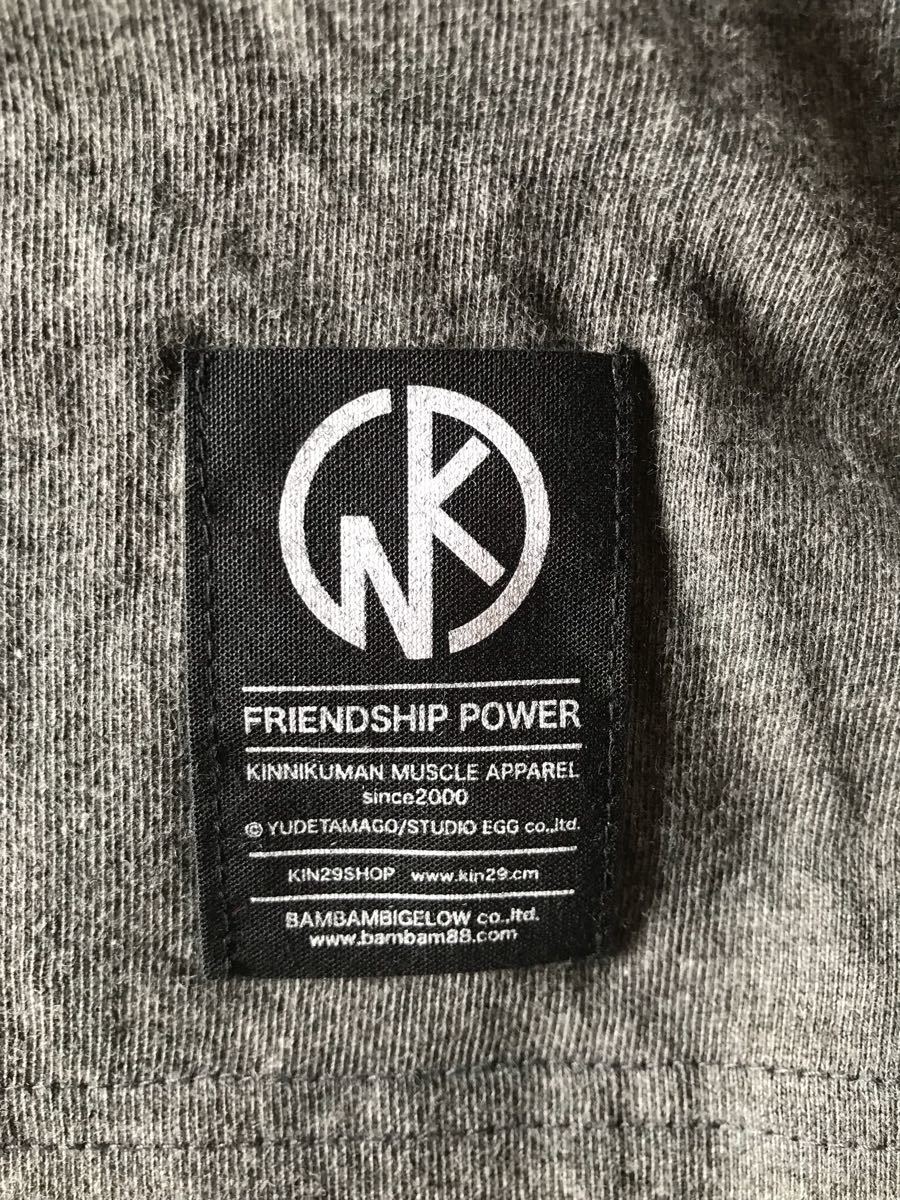 NK
FRIENDSHIP POWER
KINNIKUMAN MUSCLE APPAREL
since2000
© YUDETAMAGO/STUDIO EGG co.,ltd.
KIN29SHOP www.kin29.cm
BAMBAMBIGELOW co.,ltd.
www.bambam88.com